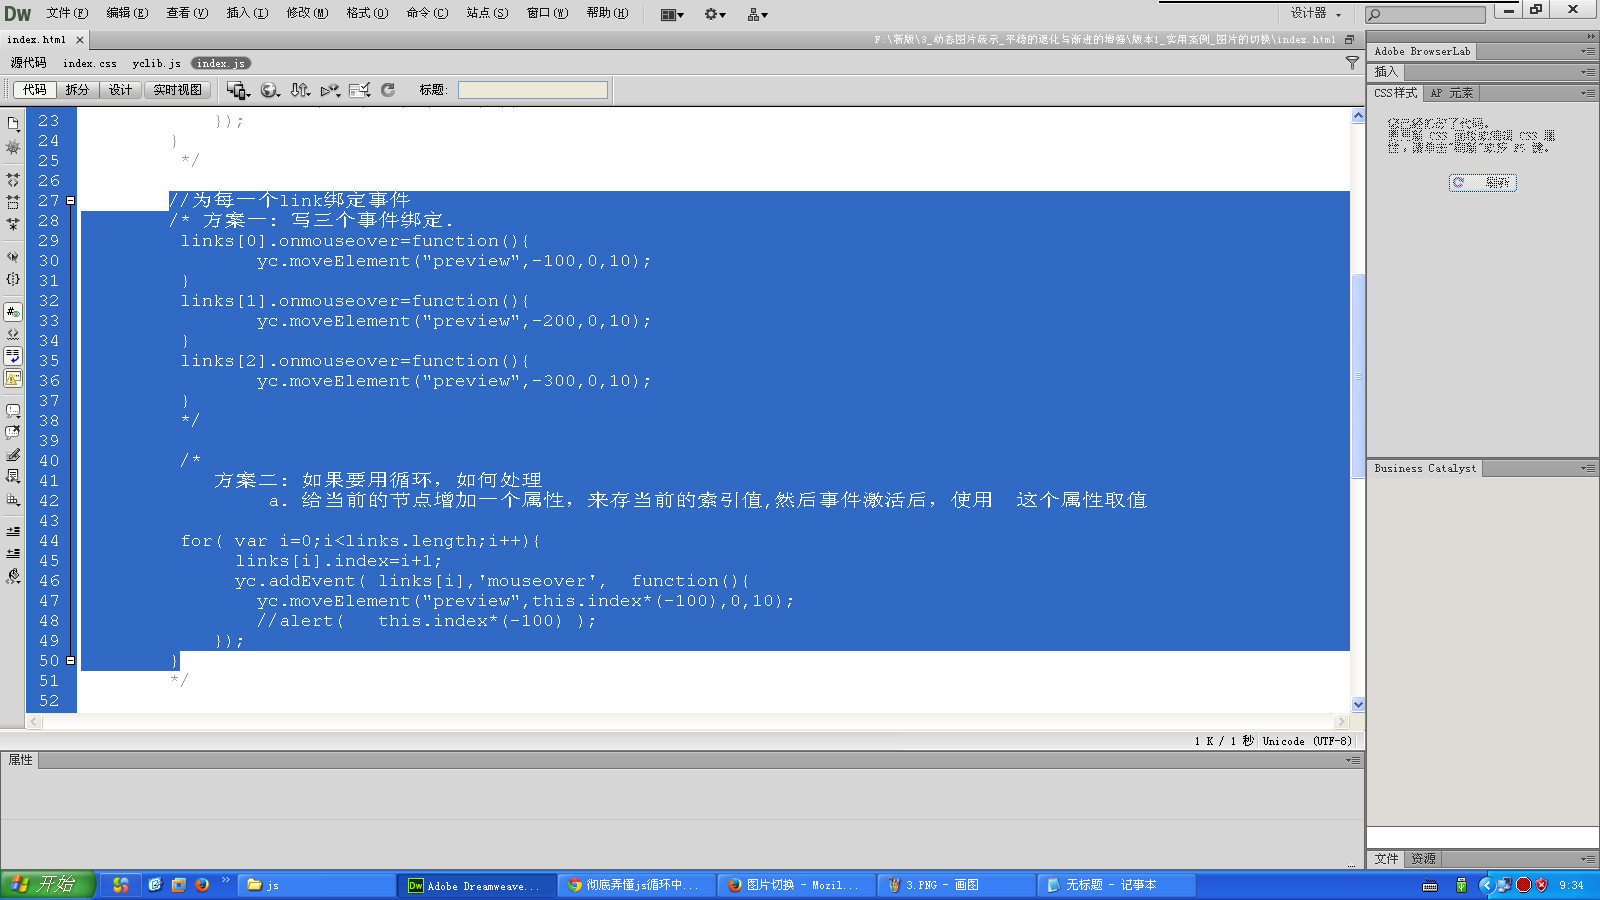 Dw 文件(F) 编辑(E) 查看(V) 插入(I) 修改(M) 格式(O) 命令(C) 站点(S) 窗口(W) 帮助(H) 设计器
index.html × F:\新版\3_动态图片展示_平稳的退化与渐进的增强\版本1_实用案例_图片的切换\index.html
源代码 index.css yclib.js index.js
代码 拆分 设计 实时视图 标题:
23 });
24 }
25 */
26
27 //为每一个link绑定事件
28 /* 方案一: 写三个事件绑定.
29 links[0].onmouseover=function(){
30 yc.moveElement("preview",-100,0,10);
31 }
32 links[1].onmouseover=function(){
33 yc.moveElement("preview",-200,0,10);
34 }
35 links[2].onmouseover=function(){
36 yc.moveElement("preview",-300,0,10);
37 }
38 */
39
40 /*
41 方案二: 如果要用循环, 如何处理
42 a. 给当前的节点增加一个属性, 来存当前的索引值,然后事件激活后, 使用 这个属性取值
43
44 for( var i=0;i<links.length;i++){
45 links[i].index=i+1;
46 yc.addEvent( links[i],'mouseover', function(){
47 yc.moveElement("preview",this.index*(-100),0,10);
48 //alert( this.index*(-100) );
49 });
50 }
51 */
52
1 K / 1 秒 Unicode (UTF-8)
属性
Adobe BrowserLab
插入
CSS样式 AP 元素
刷新
Business Catalyst
文件 资源
开始 js Adobe Dreamweave... 彻底弄懂js循环中... 图片切换 - Mozil... 3.PNG - 画图 无标题 - 记事本 9:34